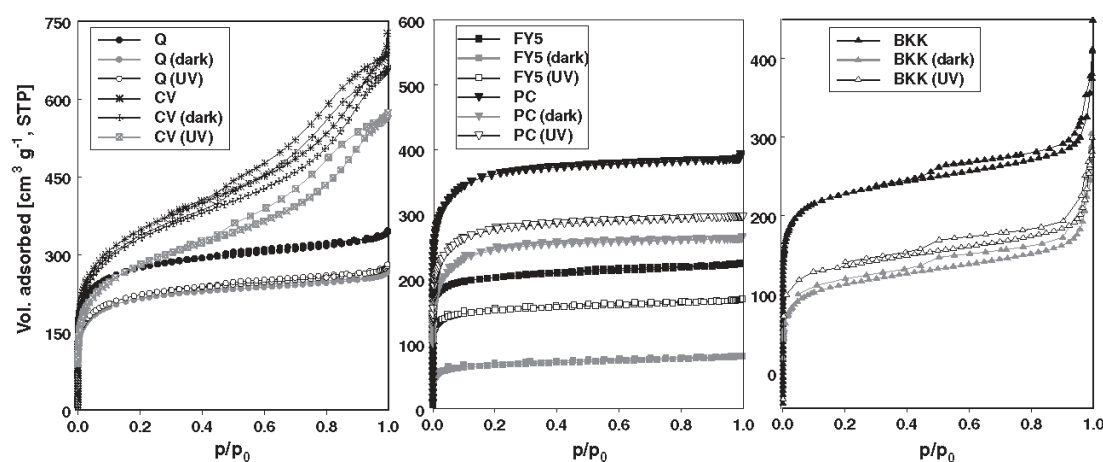 Vol. adsorbed [cm³ g⁻¹, STP]
750
600
450
300
150
0
Q
Q (dark)
Q (UV)
CV
CV (dark)
CV (UV)
0.0 0.2 0.4 0.6 0.8 1.0
p/p₀
600
500
400
300
200
100
0
FY5
FY5 (dark)
FY5 (UV)
PC
PC (dark)
PC (UV)
0.0 0.2 0.4 0.6 0.8 1.0
p/p₀
400
300
200
100
0
BKK
BKK (dark)
BKK (UV)
0.0 0.2 0.4 0.6 0.8 1.0
p/p₀